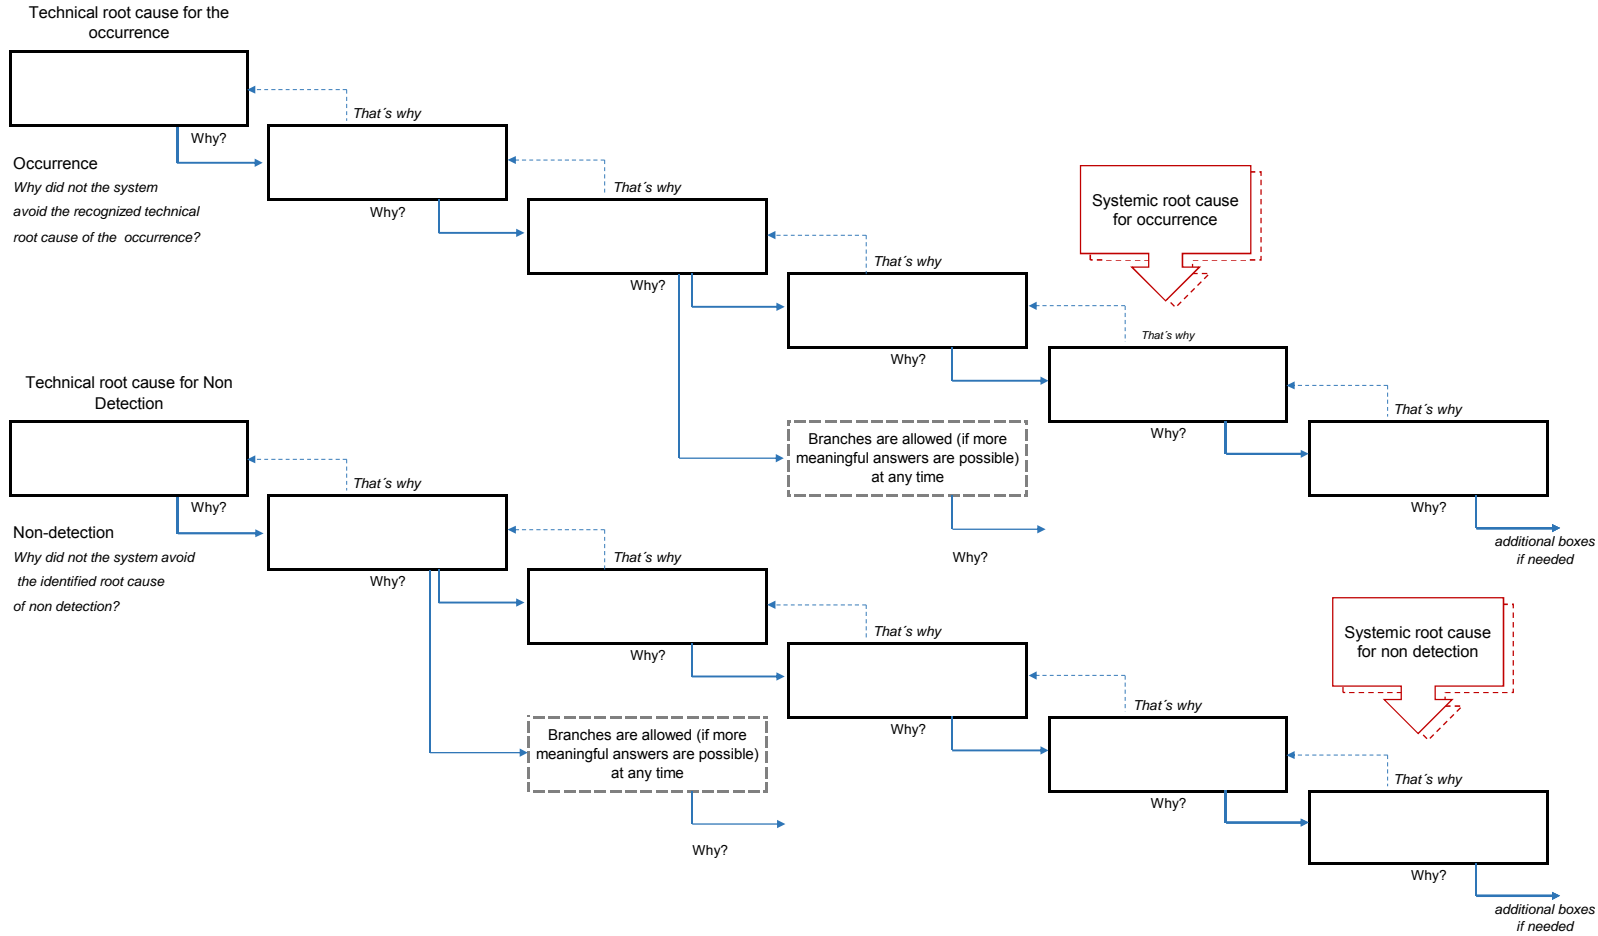 Technical root cause for the
occurrence
That´s why
Why?
Occurrence
Why did not the system
avoid the recognized technical
root cause of the  occurrence?
That´s why
Why?
Systemic root cause
for occurrence
That´s why
Why?
That´s why
Why?
Technical root cause for Non
Detection
That´s why
Why?
Branches are allowed (if more
meaningful answers are possible)
at any time
Why?
Why?
additional boxes
if needed
That´s why
Why?
Non-detection
Why did not the system avoid
the identified root cause
of non detection?
That´s why
Why?
Systemic root cause
for non detection
That´s why
Why?
That´s why
Why?
Branches are allowed (if more
meaningful answers are possible)
at any time
Why?
That´s why
Why?
Why?
additional boxes
if needed